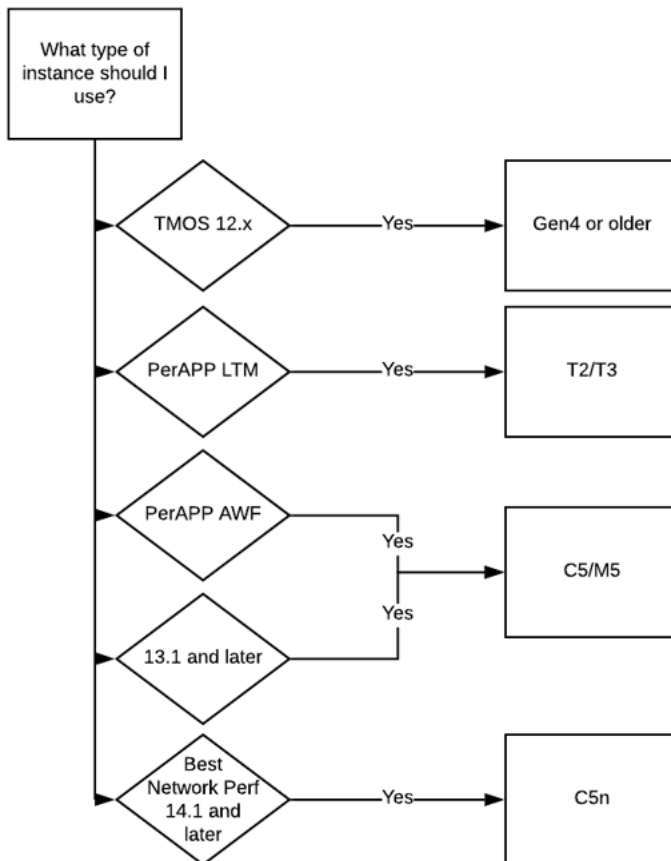 What type of
instance should I
use?
TMOS 12.x
Yes
Gen4 or older
PerAPP LTM
Yes
T2/T3
PerAPP AWF
Yes
C5/M5
Yes
13.1 and later
Best
Network Perf
14.1 and
later
Yes
C5n